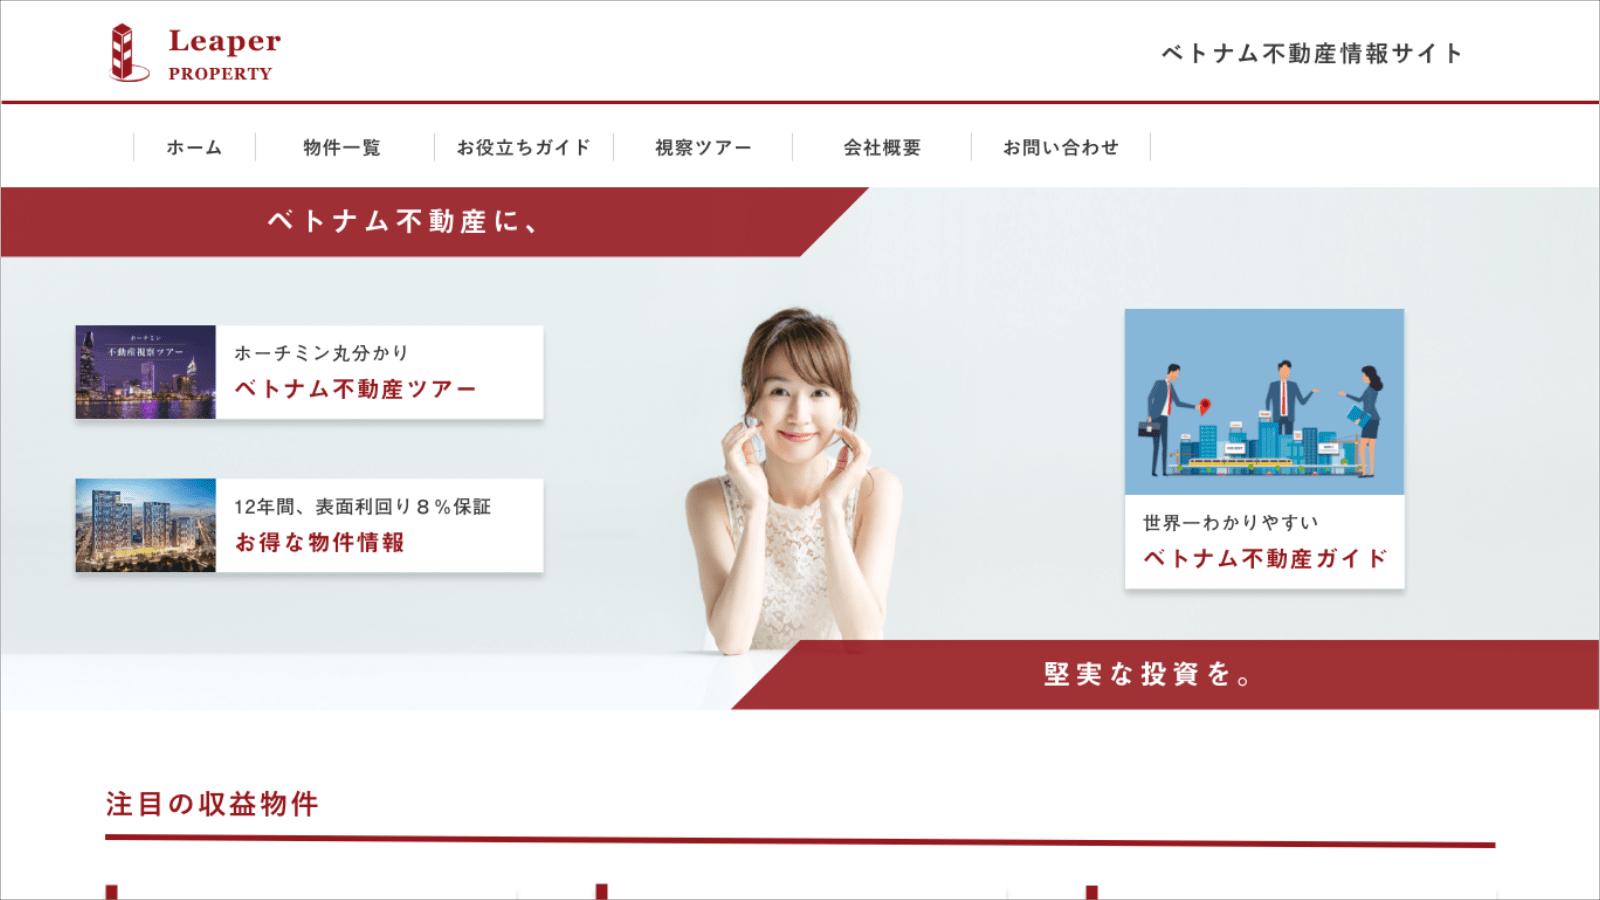 Leaper
PROPERTY
ベトナム不動産情報サイト
ホーム
物件一覧
お役立ちガイド
視察ツアー
会社概要
お問い合わせ
ベトナム不動産に、
ホーチミン
不動産視察ツアー
ホーチミン丸分かり
ベトナム不動産ツアー
12年間、表面利回り８％保証
お得な物件情報
世界一わかりやすい
ベトナム不動産ガイド
堅実な投資を。
注目の収益物件